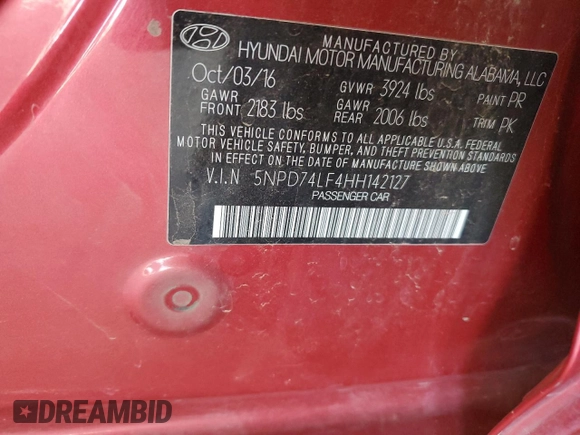 MANUFACTURED BY
HYUNDAI MOTOR MANUFACTURING ALABAMA, LLC
Oct/03/16 GVWR 3924 lbs PAINT PR
GAWR FRONT 2183 lbs GAWR REAR 2006 lbs TRIM PK
THIS VEHICLE CONFORMS TO ALL APPLICABLE U.S.A. FEDERAL
MOTOR VEHICLE SAFETY, BUMPER, AND THEFT PREVENTION STANDARDS
IN EFFECT ON THE DATE OF MANUFACTURE SHOWN ABOVE
V.I.N 5NPD74LF4HH142127
PASSENGER CAR
DREAMBID